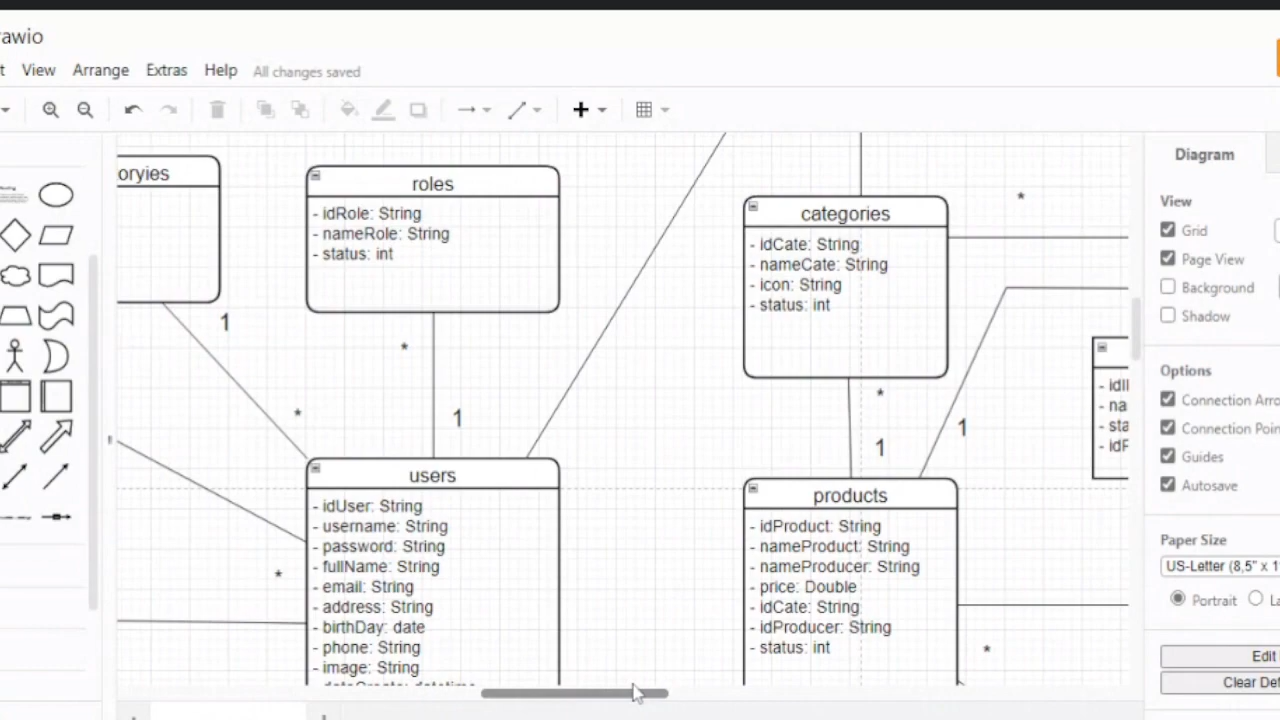 rawio
t View Arrange Extras Help All changes saved
oryies
1
*
roles
- idRole: String
- nameRole: String
- status: int
*
1
users
- idUser: String
- username: String
- password: String
- fullName: String
- email: String
- address: String
- birthDay: date
- phone: String
- image: String
*
categories
- idCate: String
- nameCate: String
- icon: String
- status: int
*
*
1
1
products
- idProduct: String
- nameProduct: String
- nameProducer: String
- price: Double
- idCate: String
- idProducer: String
- status: int
*
- na
- sta
Diagram
View
Grid
Page View
Background
Shadow
Options
Connection Arro
Connection Poin
Guides
Autosave
Paper Size
US-Letter (8,5" x 1
Portrait La
Edit
Clear Def